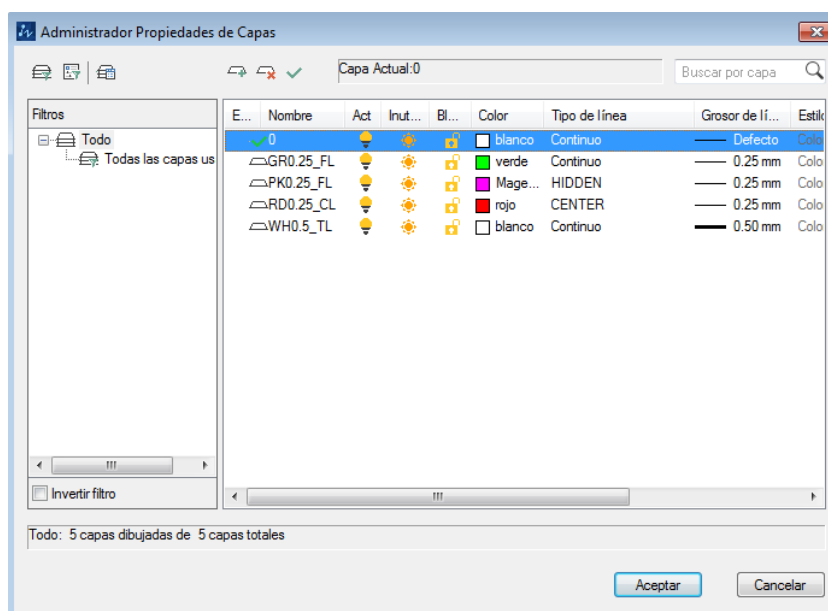 Administrador Propiedades de Capas
Capa Actual:0
Buscar por capa
Filtros
Todo
Todas las capas us
Invertir filtro
E... Nombre Act Inut... Bl... Color Tipo de línea Grosor de lí... Estilo
0 blanco Continuo Defecto Colo
GR0.25_FL verde Continuo 0.25 mm Colo
PK0.25_FL Mage... HIDDEN 0.25 mm Colo
RD0.25_CL rojo CENTER 0.25 mm Colo
WH0.5_TL blanco Continuo 0.50 mm Colo
Todo: 5 capas dibujadas de 5 capas totales
Aceptar Cancelar